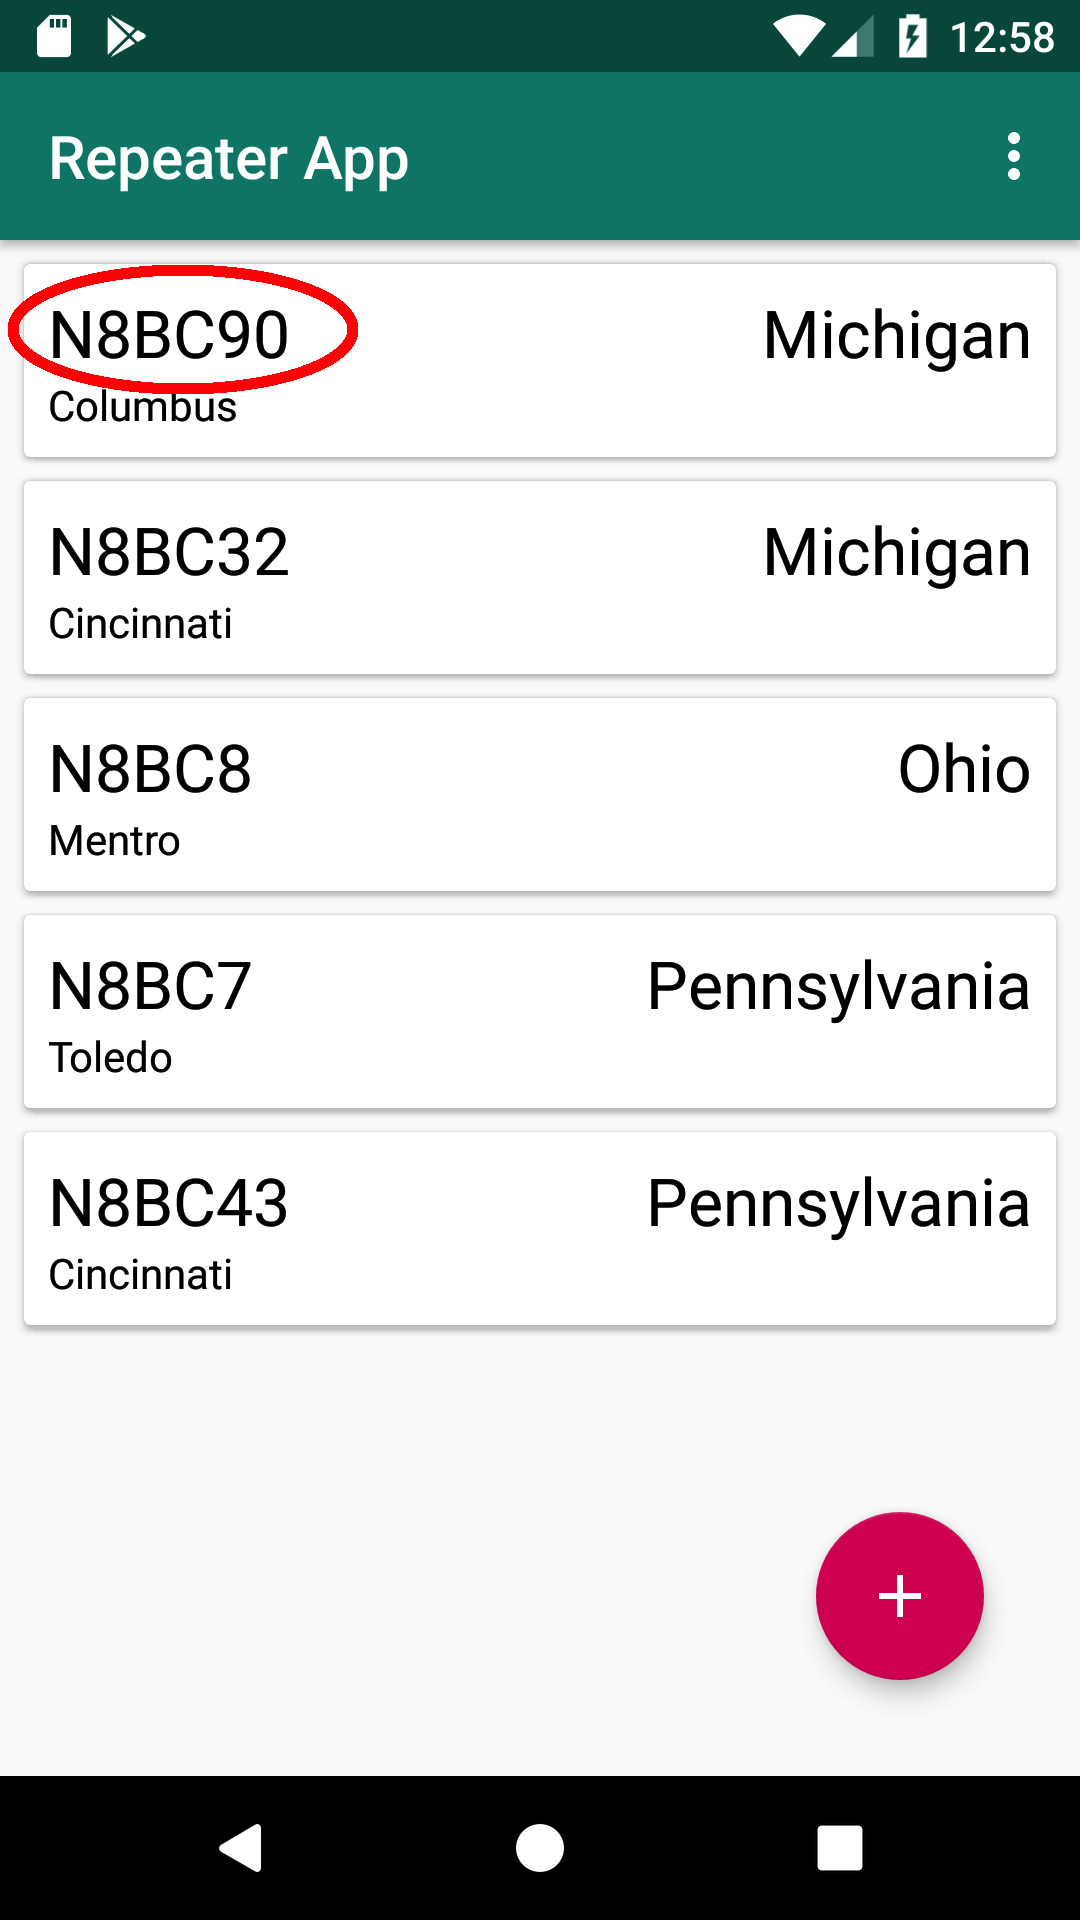 12:58
Repeater App
N8BC90 Michigan
Columbus
N8BC32 Michigan
Cincinnati
N8BC8 Ohio
Mentro
N8BC7 Pennsylvania
Toledo
N8BC43 Pennsylvania
Cincinnati